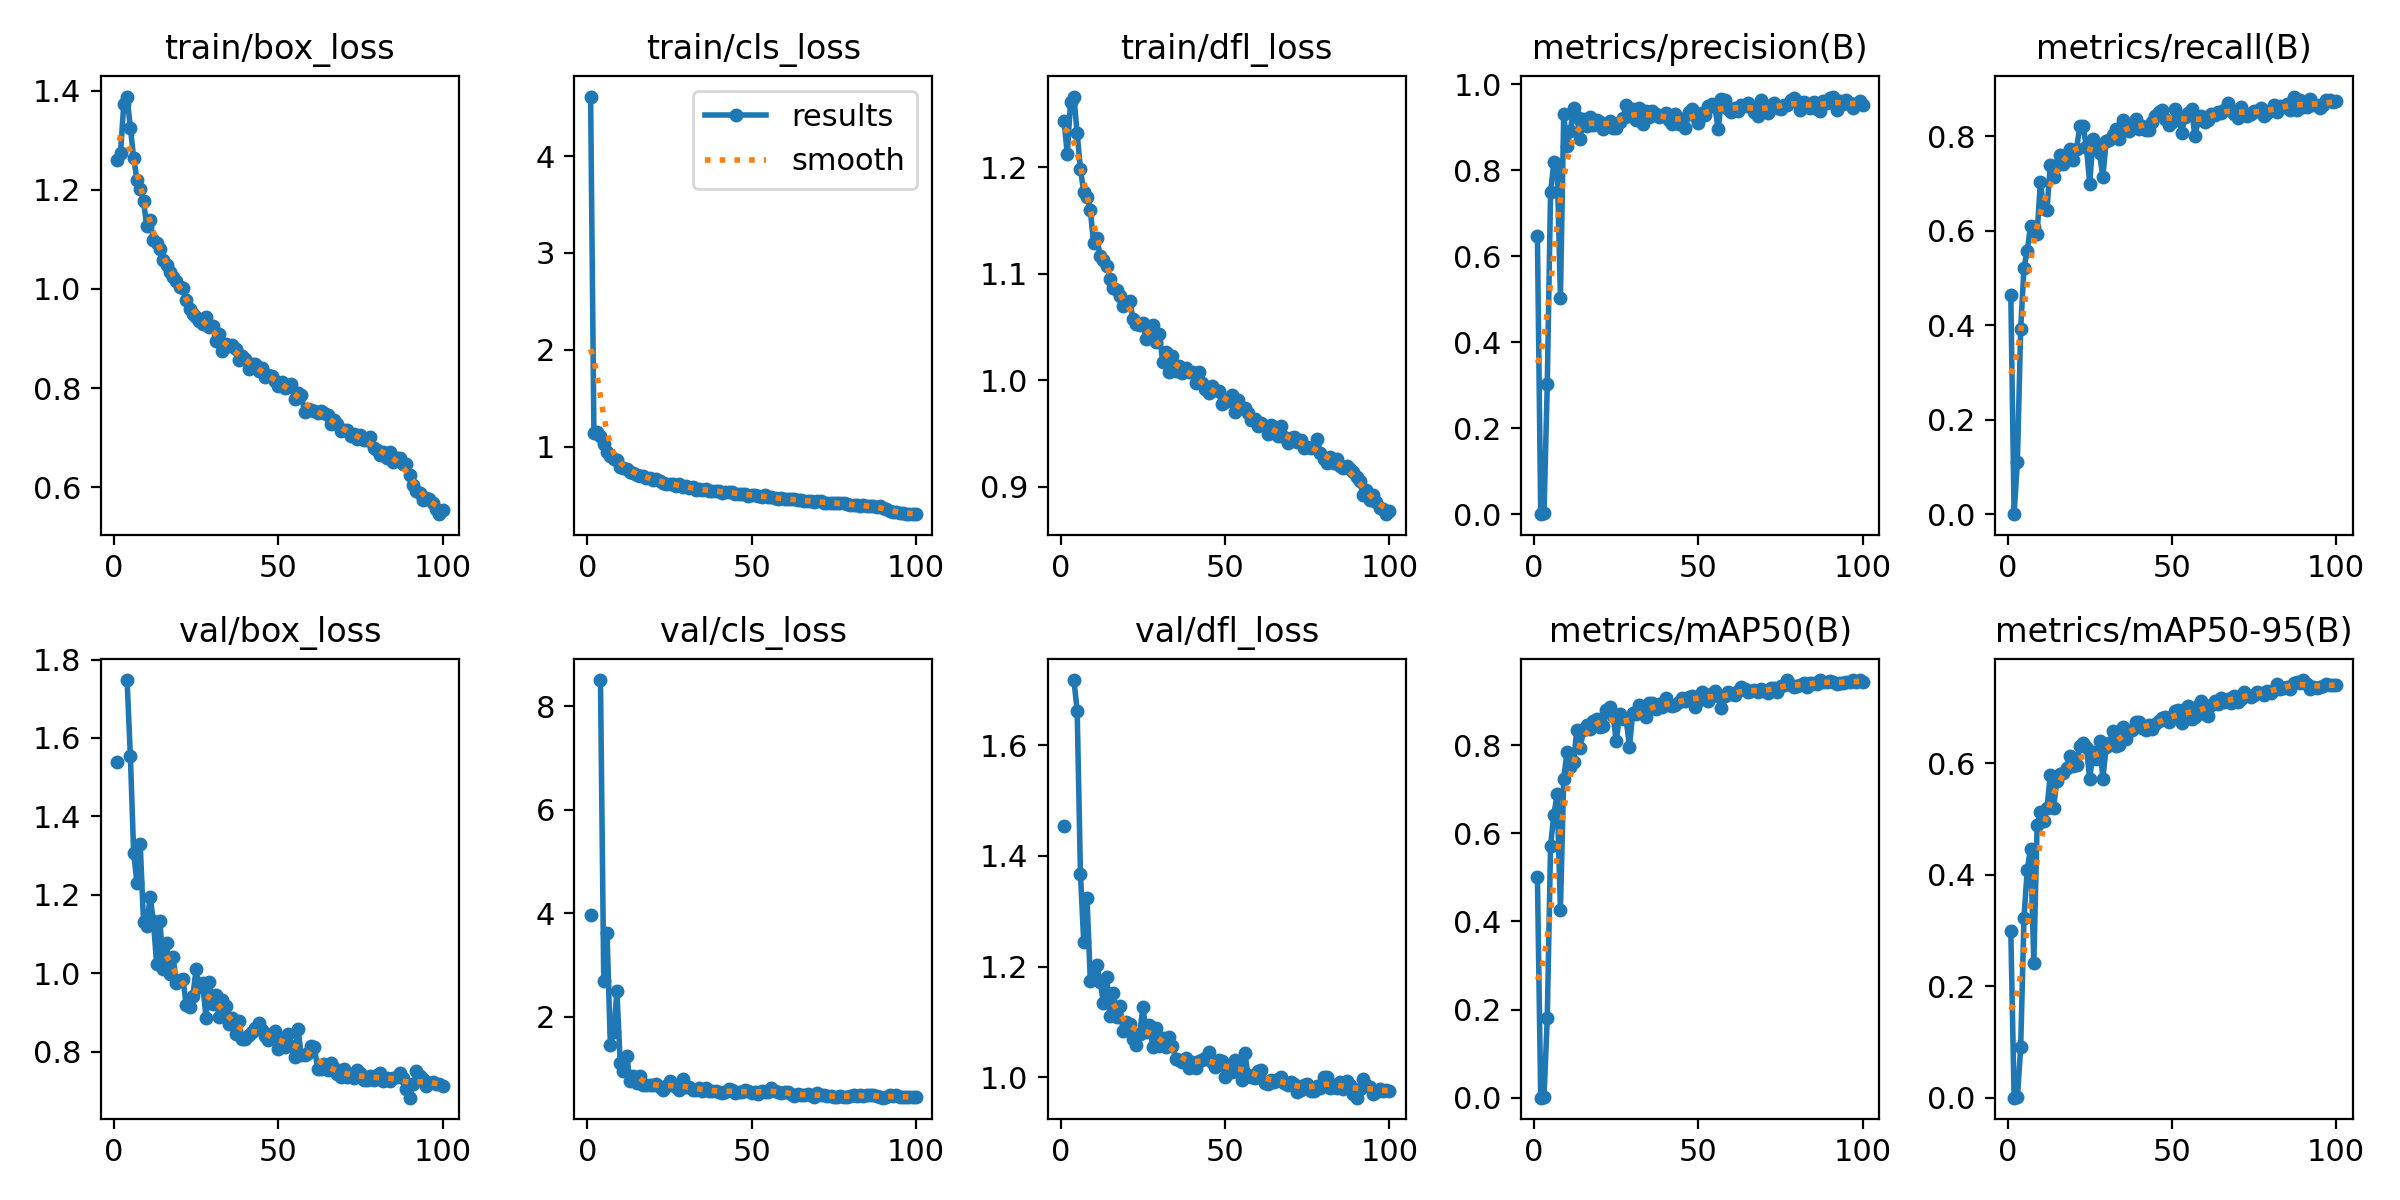 train/box_loss
1.4
1.2
1.0
0.8
0.6
0 50 100
train/cls_loss
results
smooth
4
3
2
1
0 50 100
train/dfl_loss
1.2
1.1
1.0
0.9
0 50 100
metrics/precision(B)
1.0
0.8
0.6
0.4
0.2
0.0
0 50 100
metrics/recall(B)
0.8
0.6
0.4
0.2
0.0
0 50 100
val/box_loss
1.8
1.6
1.4
1.2
1.0
0.8
0 50 100
val/cls_loss
8
6
4
2
0 50 100
val/dfl_loss
1.6
1.4
1.2
1.0
0 50 100
metrics/mAP50(B)
0.8
0.6
0.4
0.2
0.0
0 50 100
metrics/mAP50-95(B)
0.6
0.4
0.2
0.0
0 50 100